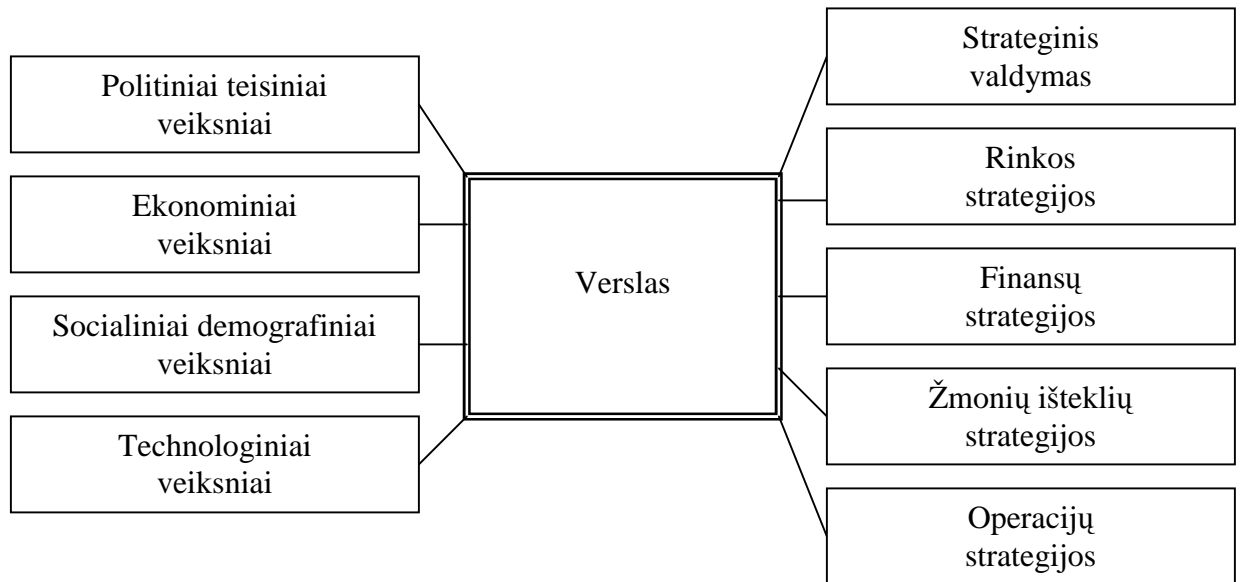 Politiniai teisiniai
veiksniai
Ekonominiai
veiksniai
Socialiniai demografiniai
veiksniai
Technologiniai
veiksniai
Verslas
Strateginis
valdymas
Rinkos
strategijos
Finansų
strategijos
Žmonių išteklių
strategijos
Operacijų
strategijos